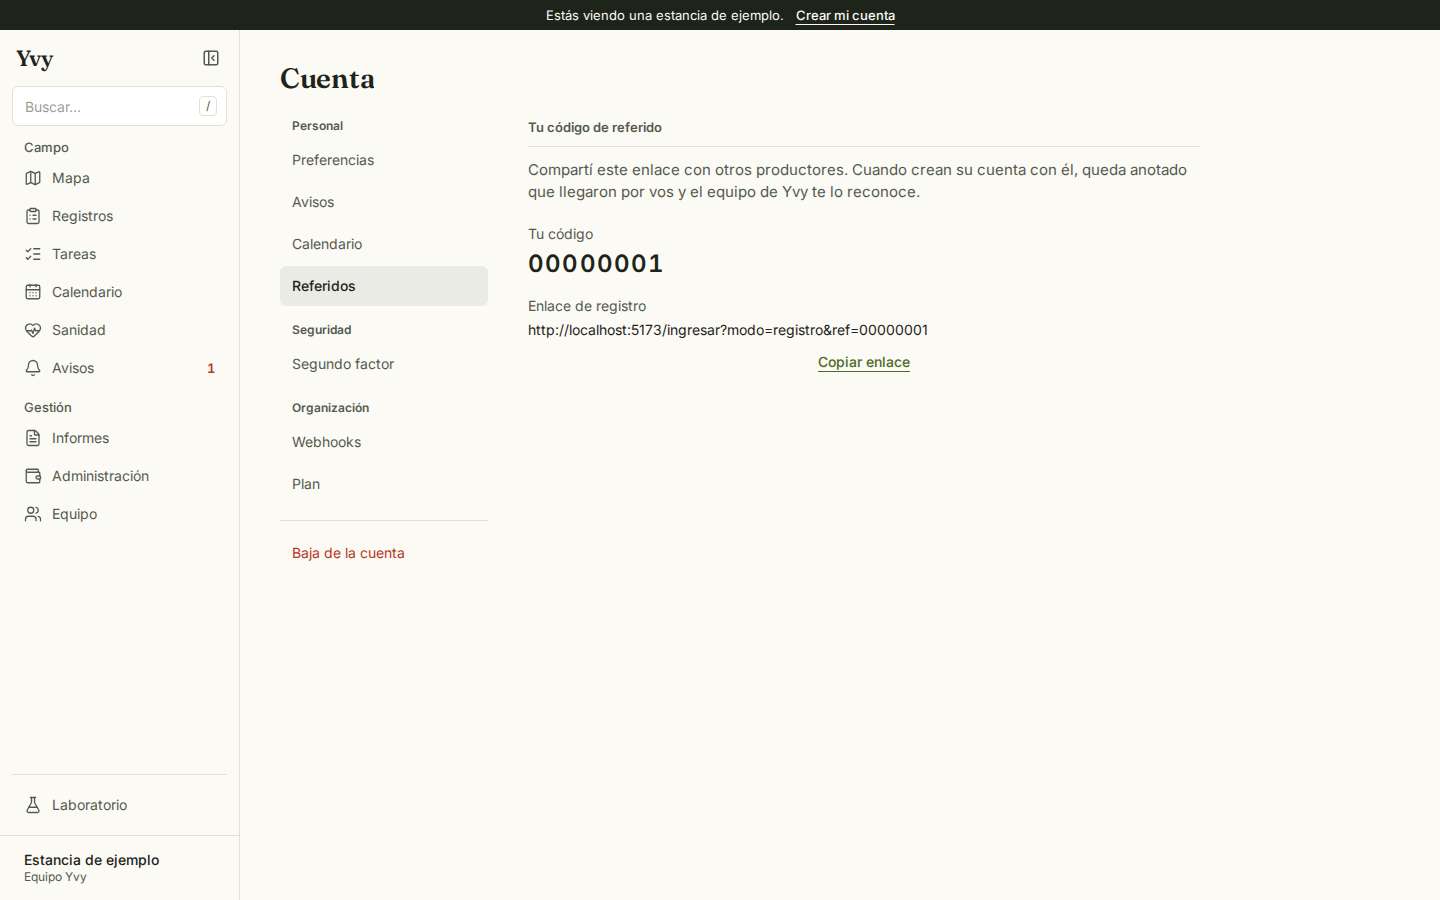 Estás viendo una estancia de ejemplo. Crear mi cuenta
Yvy
Buscar... /
Campo
Mapa
Registros
Tareas
Calendario
Sanidad
Avisos 1
Gestión
Informes
Administración
Equipo
Laboratorio
Estancia de ejemplo
Equipo Yvy
Cuenta
Personal
Preferencias
Avisos
Calendario
Referidos
Seguridad
Segundo factor
Organización
Webhooks
Plan
Baja de la cuenta
Tu código de referido
Compartí este enlace con otros productores. Cuando crean su cuenta con él, queda anotado
que llegaron por vos y el equipo de Yvy te lo reconoce.
Tu código
00000001
Enlace de registro
http://localhost:5173/ingresar?modo=registro&ref=00000001
Copiar enlace